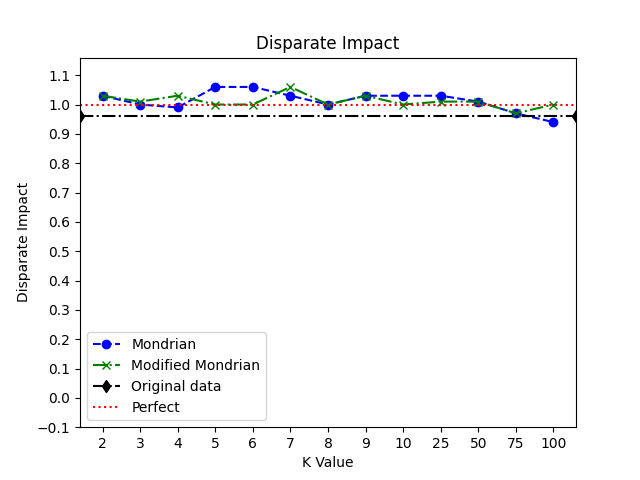 Disparate Impact
1.1
1.0
0.9
0.8
0.7
0.6
0.5
0.4
0.3
0.2
0.1
0.0
−0.1
Disparate Impact
Mondrian
Modified Mondrian
Original data
Perfect
2 3 4 5 6 7 8 9 10 25 50 75 100
K Value